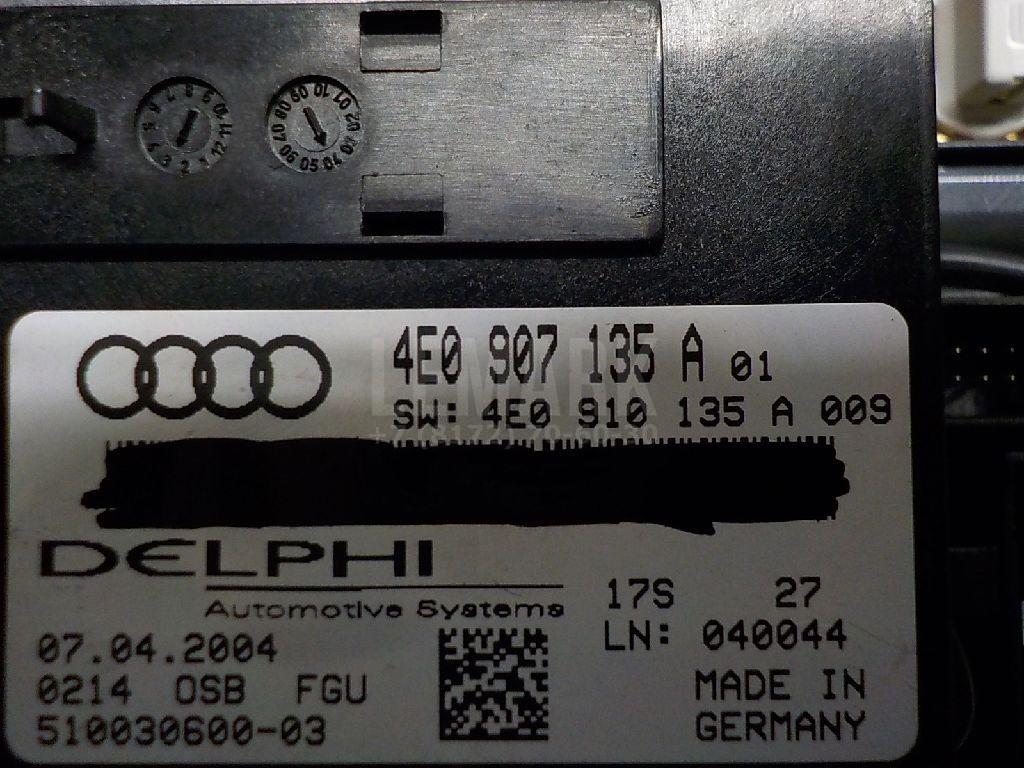 4E0 907 135 A 01
SW: 4E0 910 135 A 009
DELPHI
Automotive Systems
17S 27
LN: 040044
07.04.2004
0214 OSB FGU
510030600-03
MADE IN
GERMANY